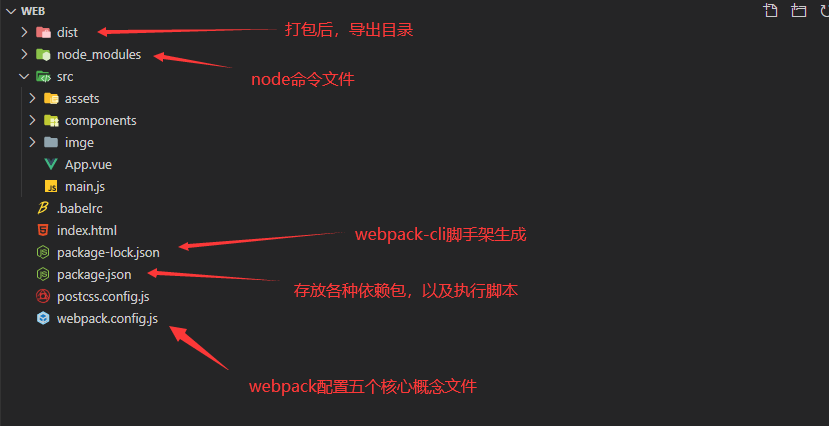 WEB
dist
打包后，导出目录
node_modules
node命令文件
src
assets
components
imge
App.vue
JS main.js
.babelrc
index.html
webpack-cli脚手架生成
package-lock.json
package.json
存放各种依赖包，以及执行脚本
postcss.config.js
webpack.config.js
webpack配置五个核心概念文件